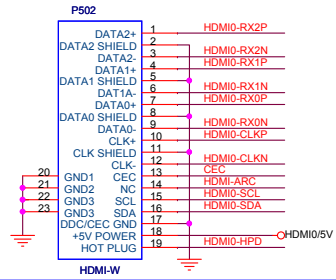 P502
DATA2+ 1 HDMI0-RX2P
DATA2 SHIELD 2
DATA2- 3 HDMI0-RX2N
DATA1+ 4 HDMI0-RX1P
DATA1 SHIELD 5
DAT1A- 6 HDMI0-RX1N
DATA0+ 7 HDMI0-RX0P
DATA0 SHIELD 8
DATA0- 9 HDMI0-RX0N
CLK+ 10 HDMI0-CLKP
CLK SHIELD 11
CLK- 12 HDMI0-CLKN
20 GND1 CEC 13 CEC
21 GND2 NC 14 HDMI-ARC
22 GND3 SCL 15 HDMI0-SCL
23 GND3 SDA 16 HDMI0-SDA
DDC/CEC GND 17
+5V POWER 18 HDMI0/5V
HOT PLUG 19 HDMI0-HPD
HDMI-W